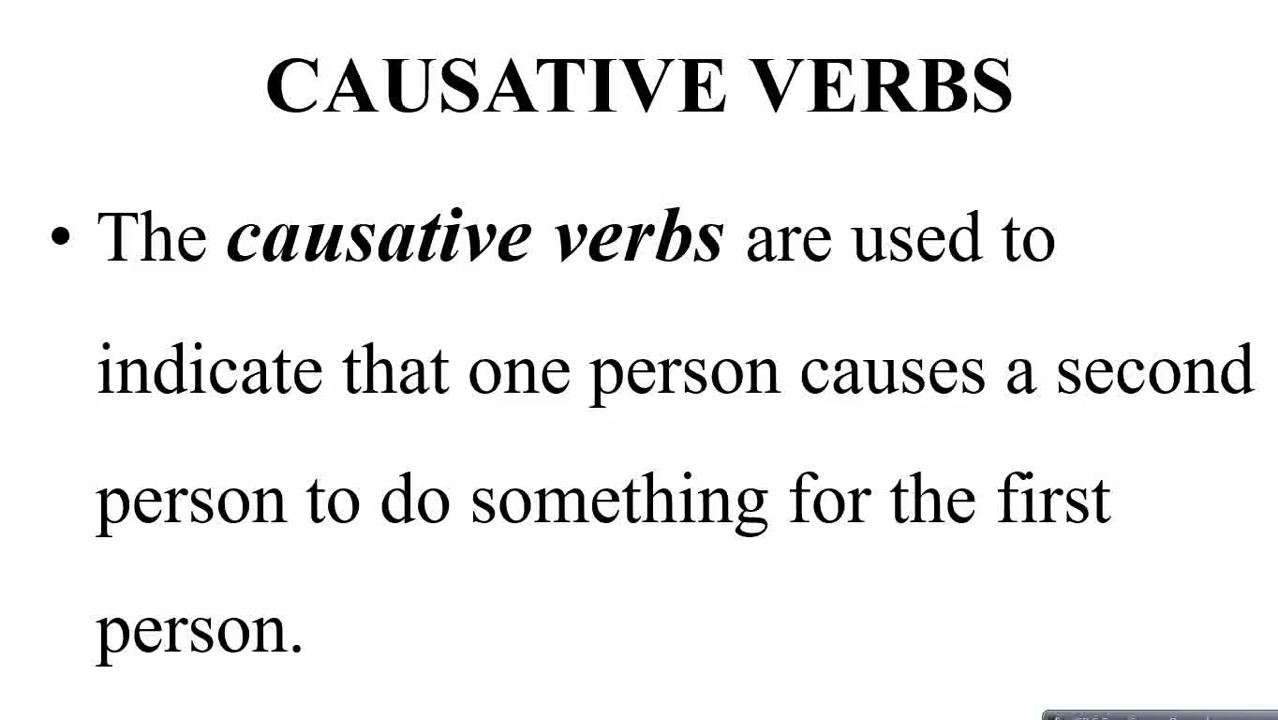 CAUSATIVE VERBS
• The causative verbs are used to
indicate that one person causes a second
person to do something for the first
person.